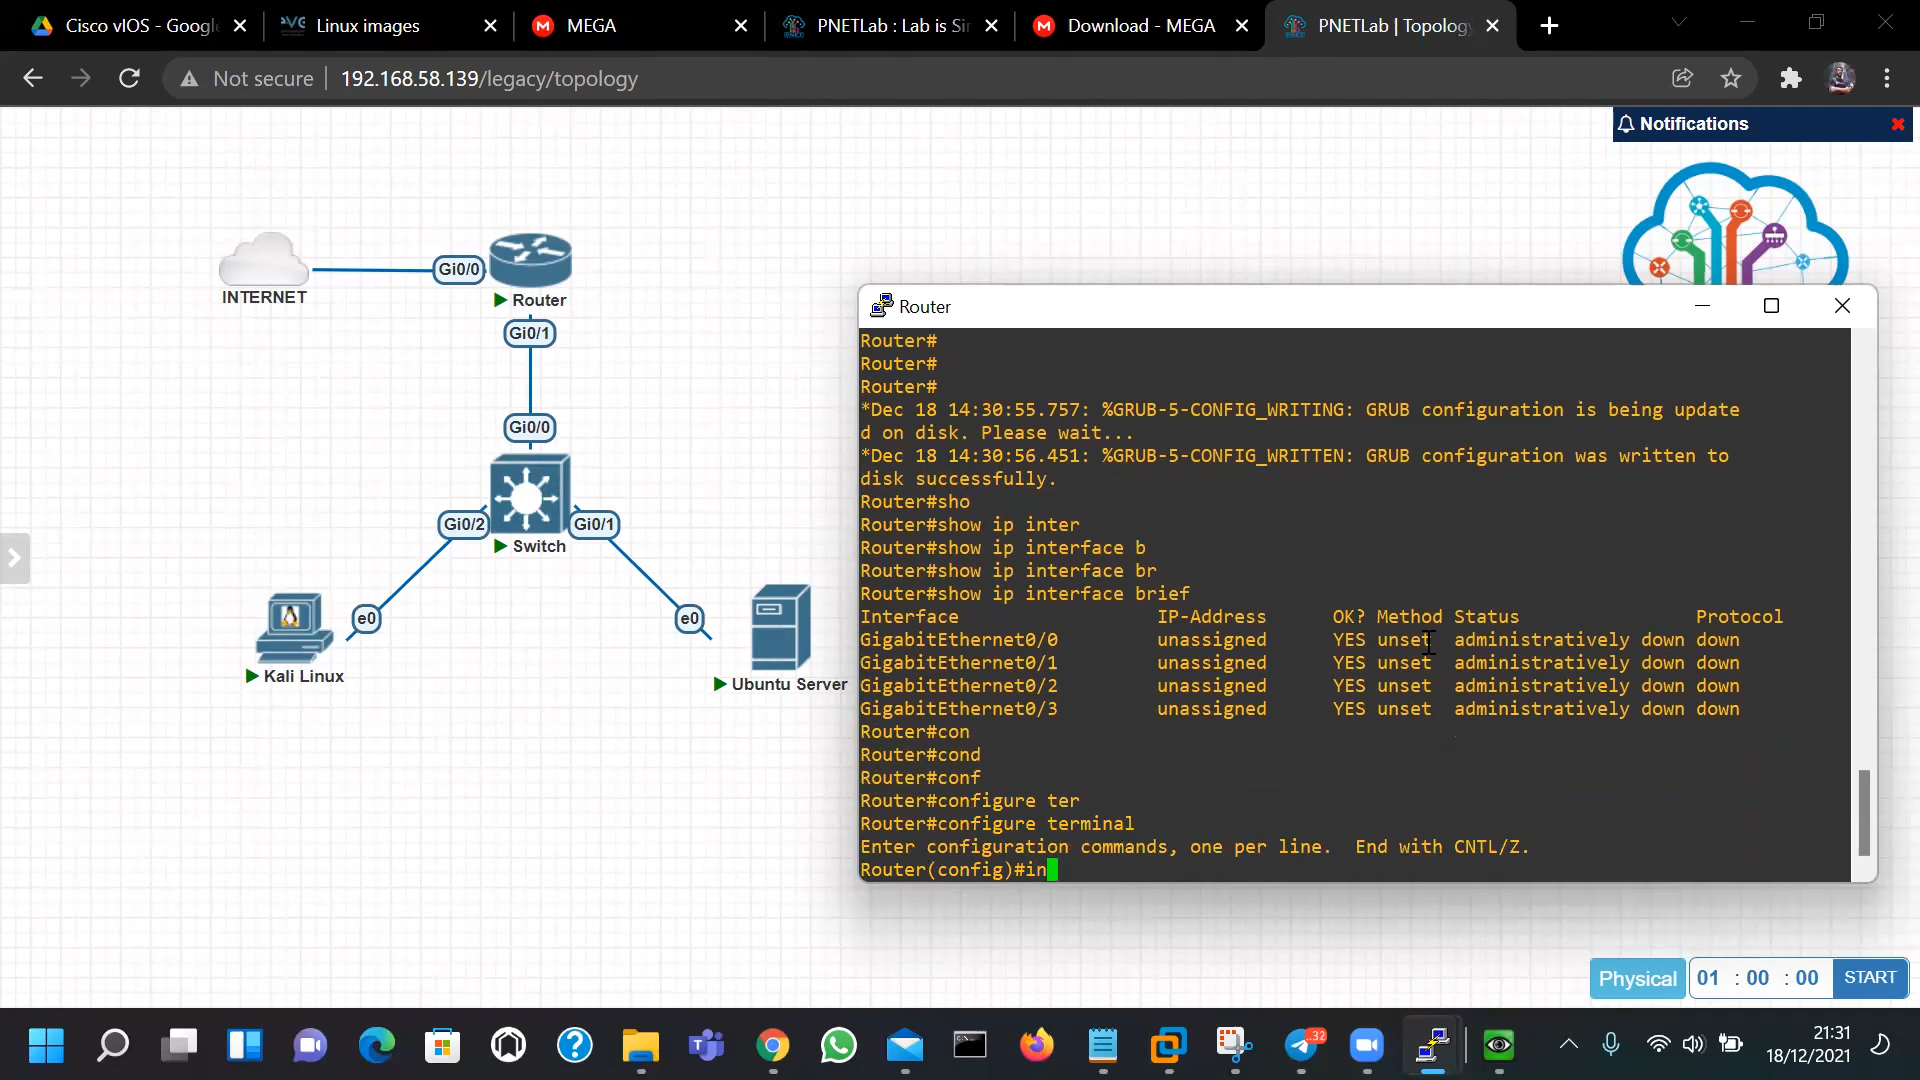 Cisco vIOS - Googl
Linux images
MEGA
PNETLab : Lab is Sir
Download - MEGA
PNETLab | Topology
Not secure
192.168.58.139/legacy/topology
Notifications
INTERNET
Gi0/0
Router
Gi0/1
Gi0/0
Gi0/2
Gi0/1
Switch
e0
e0
Kali Linux
Ubuntu Server
Router
Router#
Router#
Router#
*Dec 18 14:30:55.757: %GRUB-5-CONFIG_WRITING: GRUB configuration is being update
d on disk. Please wait...
*Dec 18 14:30:56.451: %GRUB-5-CONFIG_WRITTEN: GRUB configuration was written to
disk successfully.
Router#sho
Router#show ip inter
Router#show ip interface b
Router#show ip interface br
Router#show ip interface brief
Interface IP-Address OK? Method Status Protocol
GigabitEthernet0/0 unassigned YES unset administratively down down
GigabitEthernet0/1 unassigned YES unset administratively down down
GigabitEthernet0/2 unassigned YES unset administratively down down
GigabitEthernet0/3 unassigned YES unset administratively down down
Router#con
Router#cond
Router#conf
Router#configure ter
Router#configure terminal
Enter configuration commands, one per line. End with CNTL/Z.
Router(config)#in
Physical
01 : 00 : 00
START
32
21:31
18/12/2021